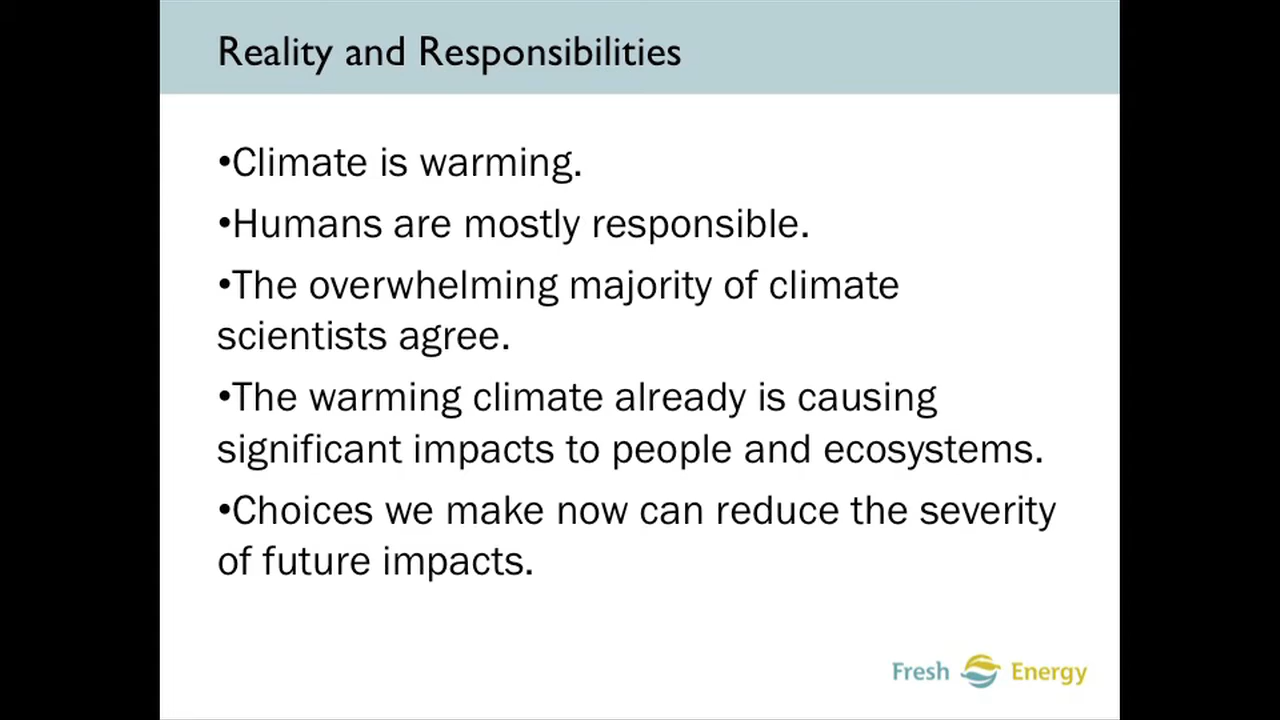 Reality and Responsibilities
•Climate is warming.
•Humans are mostly responsible.
•The overwhelming majority of climate
scientists agree.
•The warming climate already is causing
significant impacts to people and ecosystems.
•Choices we make now can reduce the severity
of future impacts.
Fresh Energy